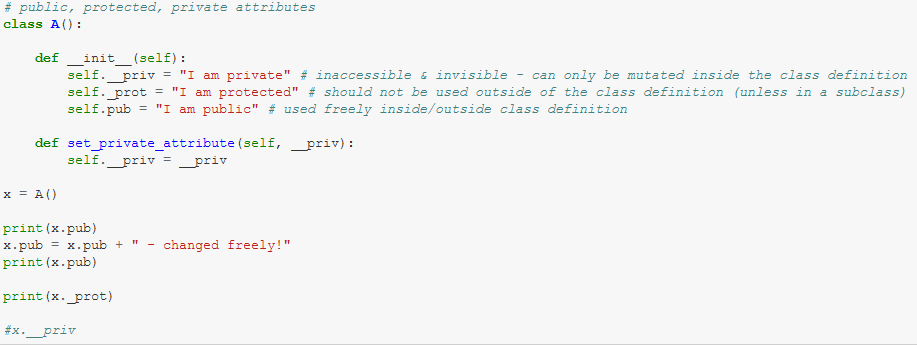 # public, protected, private attributes
class A():
def __init__(self):
self.__priv = "I am private" # inaccessible & invisible - can only be mutated inside the class definition
self._prot = "I am protected" # should not be used outside of the class definition (unless in a subclass)
self.pub = "I am public" # used freely inside/outside class definition
def set_private_attribute(self, __priv):
self.__priv = __priv
x = A()
print(x.pub)
x.pub = x.pub + " - changed freely!"
print(x.pub)
print(x._prot)
#x.__priv